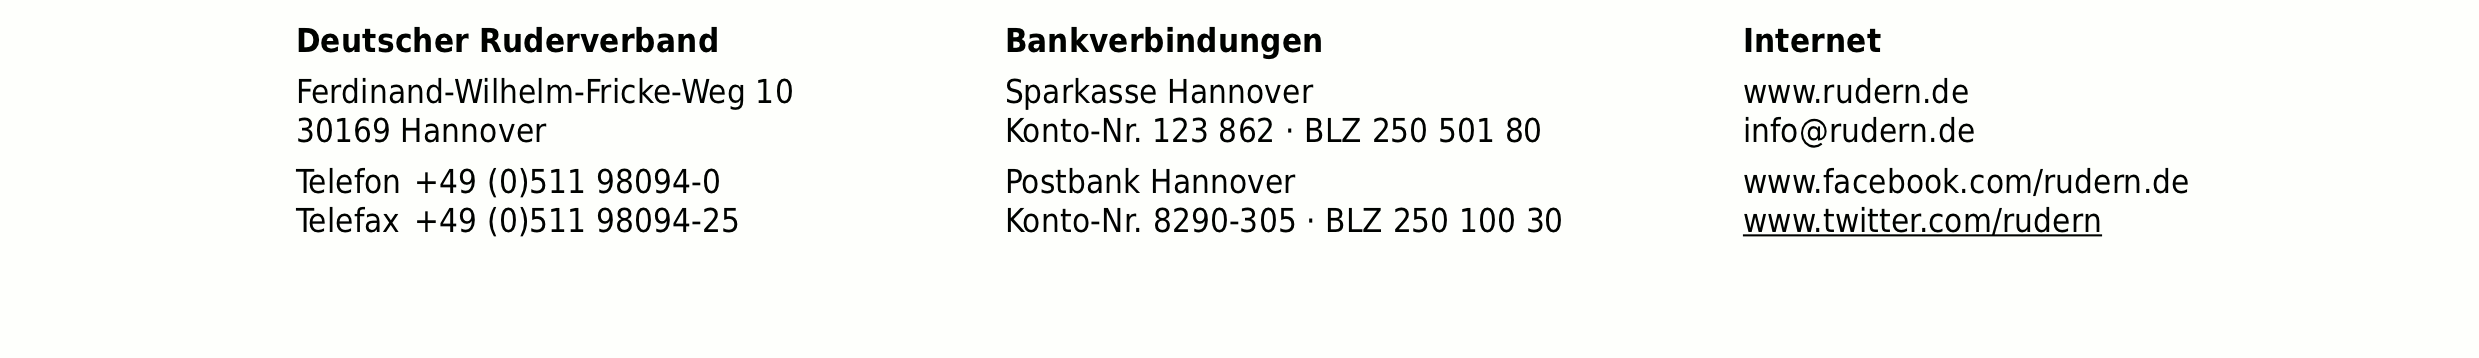 Deutscher Ruderverband
Ferdinand-Wilhelm-Fricke-Weg 10
30169 Hannover
Telefon +49 (0)511 98094-0
Telefax +49 (0)511 98094-25
Bankverbindungen
Sparkasse Hannover
Konto-Nr. 123 862 · BLZ 250 501 80
Postbank Hannover
Konto-Nr. 8290-305 · BLZ 250 100 30
Internet
www.rudern.de
info@rudern.de
www.facebook.com/rudern.de
www.twitter.com/rudern